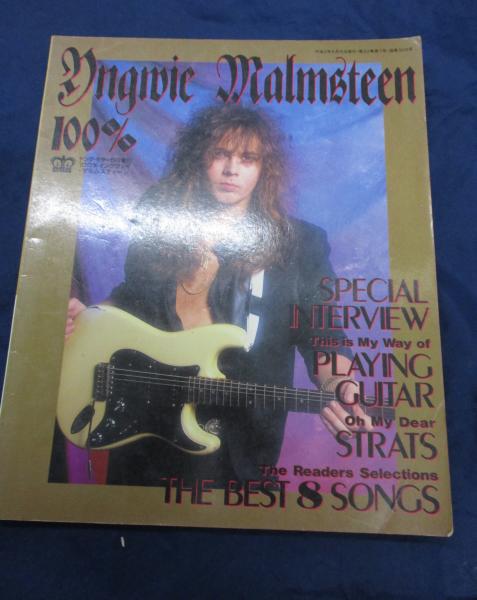 Yngwie Malmsteen
100%
SPECIAL
INTERVIEW
This is My Way of
PLAYING
GUITAR
Oh My Dear
STRATS
The Readers Selections
THE BEST 8 SONGS